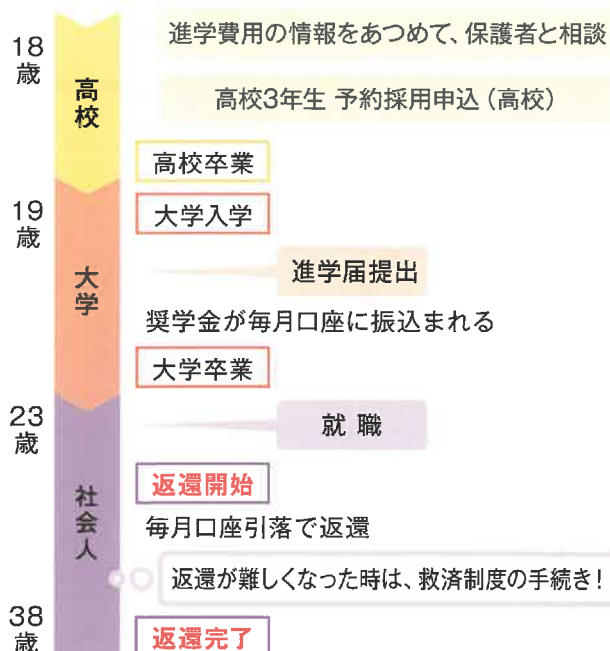 18
歳
進学費用の情報をあつめて、保護者と相談
高校
高校3年生 予約採用申込（高校）
高校卒業
19
歳
大学入学
大学
進学届提出
奨学金が毎月口座に振込まれる
大学卒業
23
歳
就 職
社会人
返還開始
毎月口座引落で返還
返還が難しくなった時は、救済制度の手続き！
38
歳
返還完了